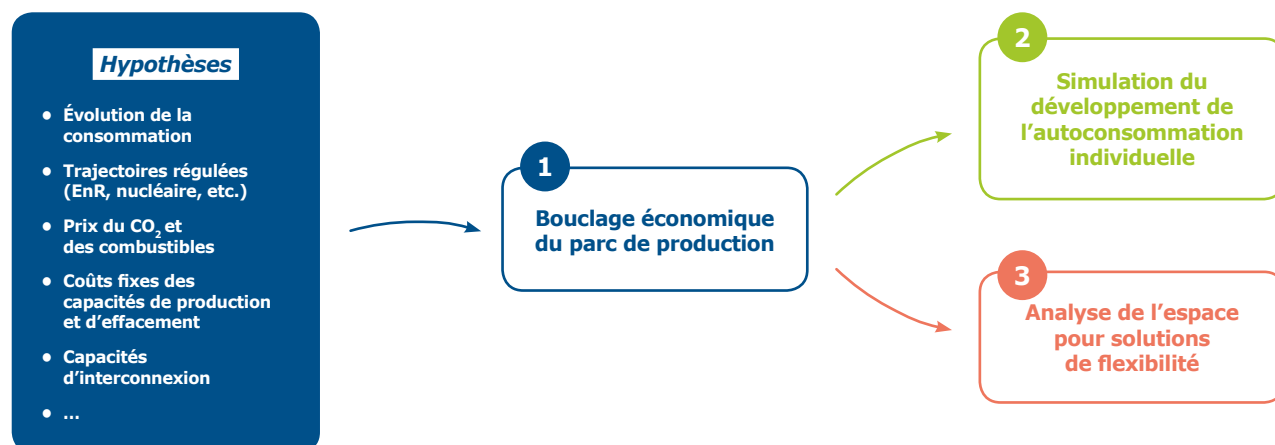 Hypothèses
• Évolution de la
consommation
• Trajectoires régulées
(EnR, nucléaire, etc.)
• Prix du CO₂ et
des combustibles
• Coûts fixes des
capacités de production
et d’effacement
• Capacités
d’interconnexion
• ...
1
Bouclage économique
du parc de production
2
Simulation du
développement de
l’autoconsommation
individuelle
3
Analyse de l’espace
pour solutions
de flexibilité